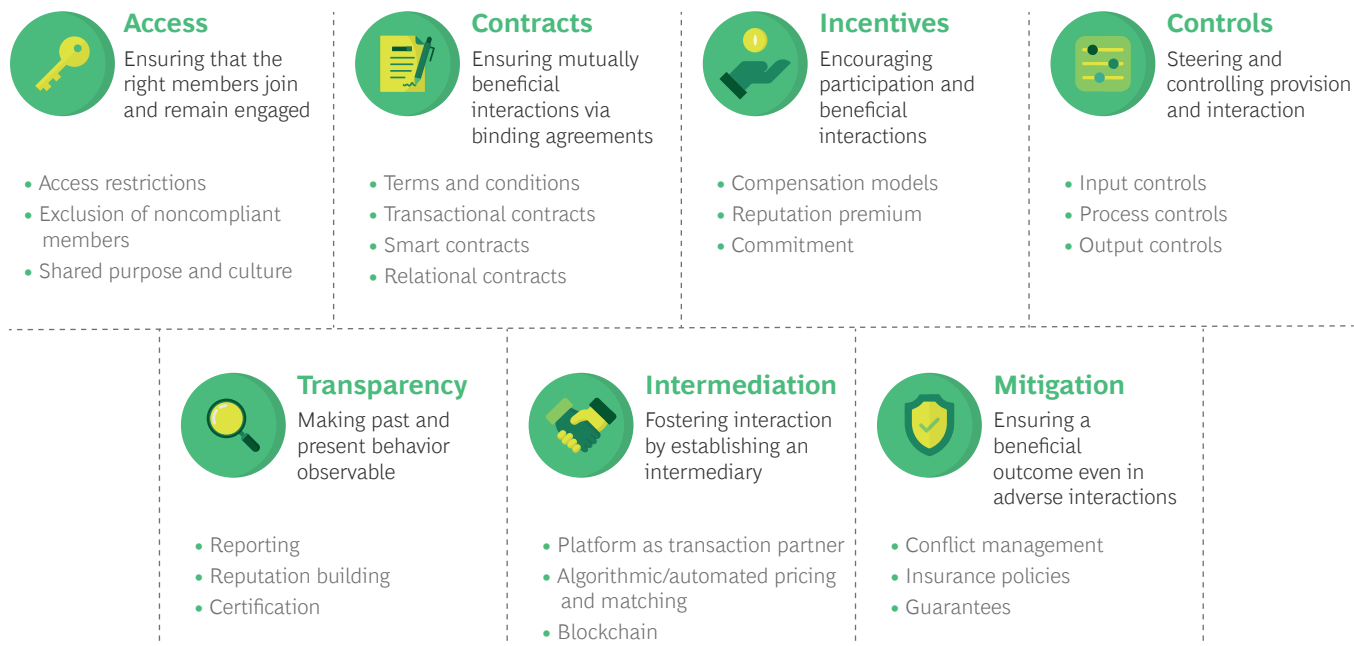 Access
Ensuring that the
right members join
and remain engaged
• Access restrictions
• Exclusion of noncompliant
members
• Shared purpose and culture
Contracts
Ensuring mutually
beneficial
interactions via
binding agreements
• Terms and conditions
• Transactional contracts
• Smart contracts
• Relational contracts
Incentives
Encouraging
participation and
beneficial
interactions
• Compensation models
• Reputation premium
• Commitment
Controls
Steering and
controlling provision
and interaction
• Input controls
• Process controls
• Output controls
Transparency
Making past and
present behavior
observable
• Reporting
• Reputation building
• Certification
Intermediation
Fostering interaction
by establishing an
intermediary
• Platform as transaction partner
• Algorithmic/automated pricing
and matching
• Blockchain
Mitigation
Ensuring a
beneficial
outcome even in
adverse interactions
• Conflict management
• Insurance policies
• Guarantees